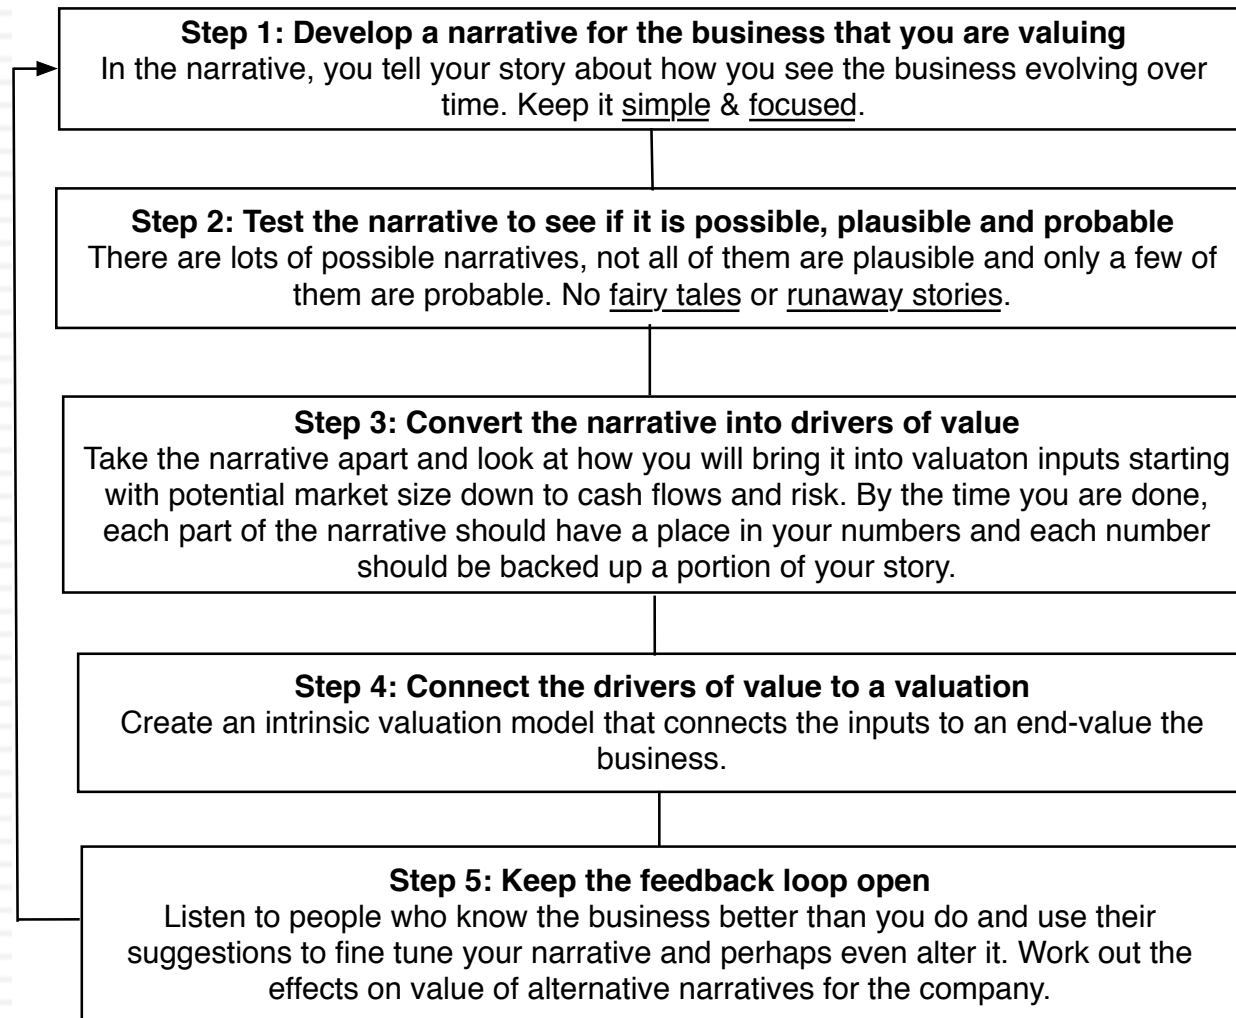 Step 1: Develop a narrative for the business that you are valuing
In the narrative, you tell your story about how you see the business evolving over
time. Keep it simple & focused.
Step 2: Test the narrative to see if it is possible, plausible and probable
There are lots of possible narratives, not all of them are plausible and only a few of
them are probable. No fairy tales or runaway stories.
Step 3: Convert the narrative into drivers of value
Take the narrative apart and look at how you will bring it into valuaton inputs starting
with potential market size down to cash flows and risk. By the time you are done,
each part of the narrative should have a place in your numbers and each number
should be backed up a portion of your story.
Step 4: Connect the drivers of value to a valuation
Create an intrinsic valuation model that connects the inputs to an end-value the
business.
Step 5: Keep the feedback loop open
Listen to people who know the business better than you do and use their
suggestions to fine tune your narrative and perhaps even alter it. Work out the
effects on value of alternative narratives for the company.